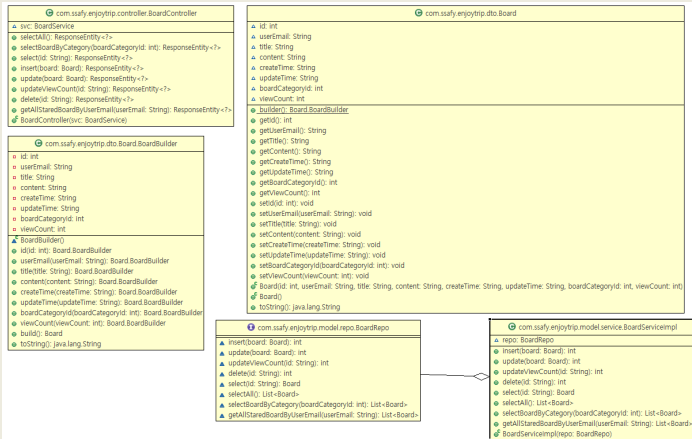 com.ssafy.enjoytrip.controller.BoardController
svc: BoardService
selectAll(): ResponseEntity<?>
selectBoardByCategory(boardCategoryId: int): ResponseEntity<?>
select(id: String): ResponseEntity<?>
insert(board: Board): ResponseEntity<?>
update(board: Board): ResponseEntity<?>
updateViewCount(id: String): ResponseEntity<?>
delete(id: String): ResponseEntity<?>
getAllStaredBoardByUserEmail(userEmail: String): ResponseEntity<?>
BoardController(svc: BoardService)
com.ssafy.enjoytrip.dto.Board
id: int
userEmail: String
title: String
content: String
createTime: String
updateTime: String
boardCategoryId: int
viewCount: int
builder(): Board.BoardBuilder
getId(): int
getUserEmail(): String
getTitle(): String
getContent(): String
getCreateTime(): String
getUpdateTime(): String
getBoardCategoryId(): int
getViewCount(): int
setId(id: int): void
setUserEmail(userEmail: String): void
setTitle(title: String): void
setContent(content: String): void
setCreateTime(createTime: String): void
setUpdateTime(updateTime: String): void
setBoardCategoryId(boardCategoryId: int): void
setViewCount(viewCount: int): void
Board(id: int, userEmail: String, title: String, content: String, createTime: String, updateTime: String, boardCategoryId: int, viewCount: int)
Board()
toString(): java.lang.String
com.ssafy.enjoytrip.dto.Board.BoardBuilder
id: int
userEmail: String
title: String
content: String
createTime: String
updateTime: String
boardCategoryId: int
viewCount: int
BoardBuilder()
id(id: int): Board.BoardBuilder
userEmail(userEmail: String): Board.BoardBuilder
title(title: String): Board.BoardBuilder
content(content: String): Board.BoardBuilder
createTime(createTime: String): Board.BoardBuilder
updateTime(updateTime: String): Board.BoardBuilder
boardCategoryId(boardCategoryId: int): Board.BoardBuilder
viewCount(viewCount: int): Board.BoardBuilder
build(): Board
toString(): java.lang.String
com.ssafy.enjoytrip.model.repo.BoardRepo
insert(board: Board): int
update(board: Board): int
updateViewCount(id: String): int
delete(id: String): int
select(id: String): Board
selectAll(): List<Board>
selectBoardByCategory(boardCategoryId: int): List<Board>
getAllStaredBoardByUserEmail(userEmail: String): List<Board>
com.ssafy.enjoytrip.model.service.BoardServiceImpl
repo: BoardRepo
insert(board: Board): int
update(board: Board): int
updateViewCount(id: String): int
delete(id: String): int
select(id: String): Board
selectAll(): List<Board>
selectBoardByCategory(boardCategoryId: int): List<Board>
getAllStaredBoardByUserEmail(userEmail: String): List<Board>
BoardServiceImpl(repo: BoardRepo)